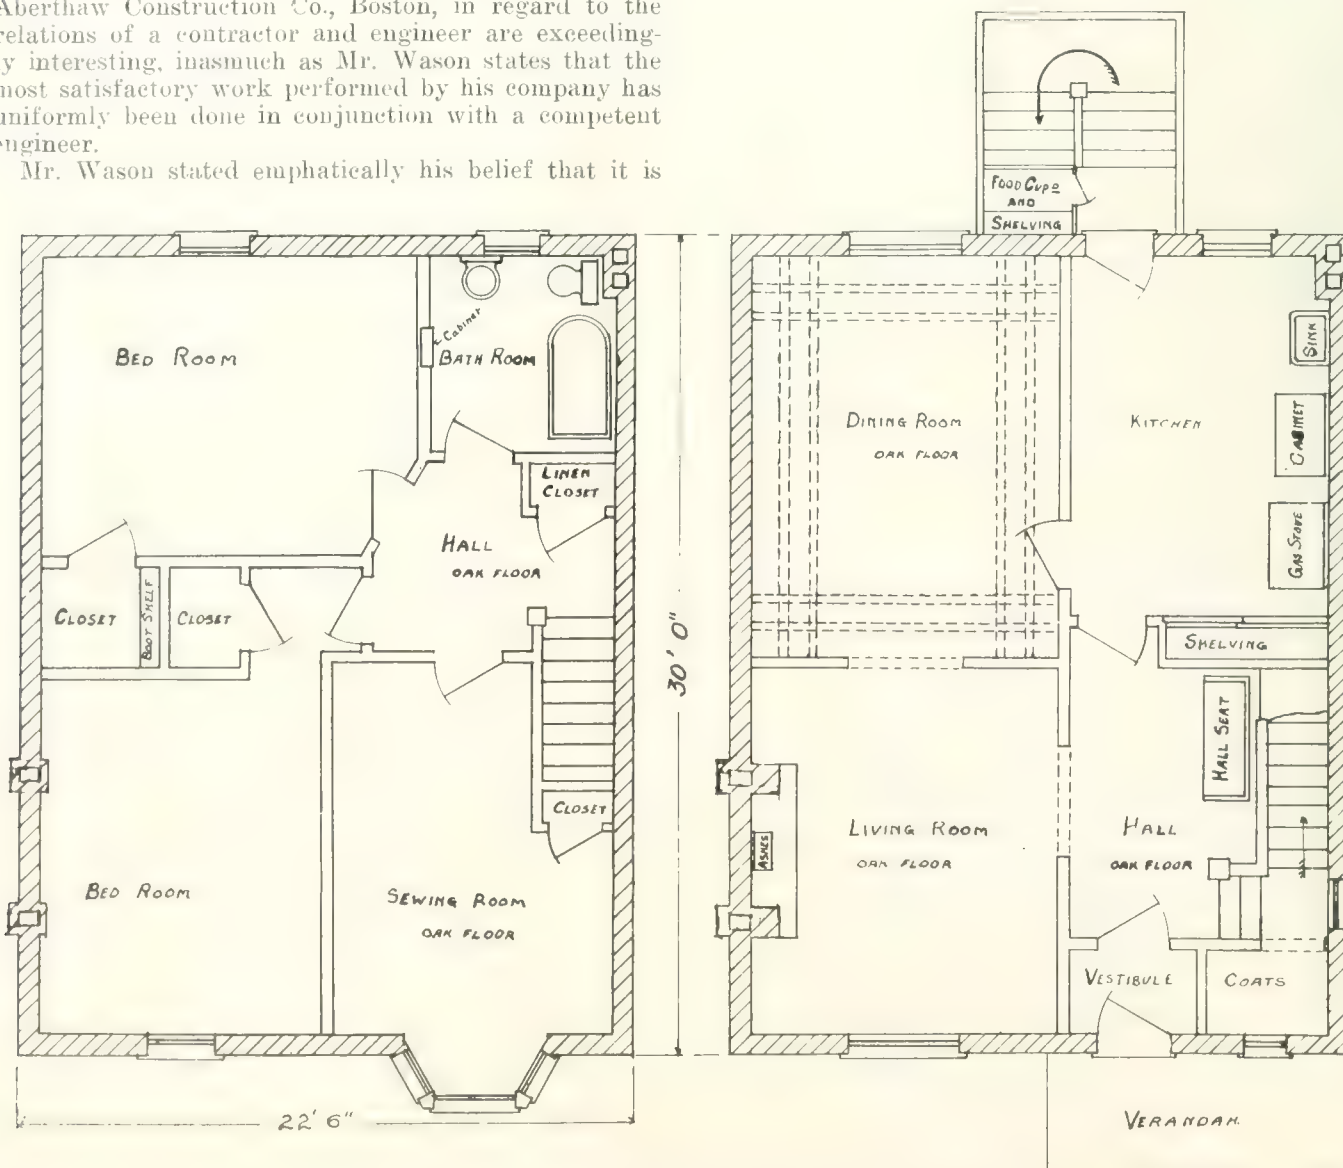 Aberthaw Construction Co., Boston, in regard to the
relations of a contractor and engineer are exceeding-
ly interesting, inasmuch as Mr. Wason states that the
most satisfactory work performed by his company has
uniformly been done in conjunction with a competent
engineer.
Mr. Wason stated emphatically his belief that it is
BED ROOM
Cabinet
BATH ROOM
LINEN
CLOSET
HALL
OAK FLOOR
CLOSET
BOOT SHELF
CLOSET
CLOSET
BED ROOM
SEWING ROOM
OAK FLOOR
22' 6"
30' 0"
FOOD CUPD
AND
SHELVING
DINING ROOM
OAK FLOOR
KITCHEN
SINK
CABINET
GAS STOVE
SHELVING
HALL SEAT
LIVING ROOM
OAK FLOOR
ASHES
HALL
OAK FLOOR
VESTIBULE
COATS
VERANDAH